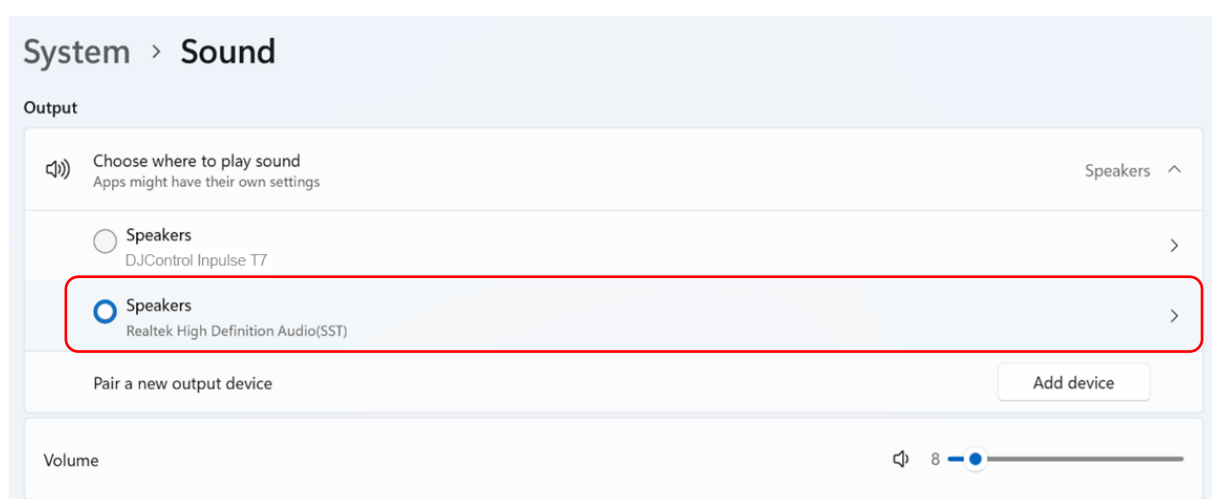 System > Sound
Output
Choose where to play sound
Apps might have their own settings
Speakers
Speakers
DJControl Inpulse T7
Speakers
Realtek High Definition Audio(SST)
Pair a new output device
Add device
Volume
8